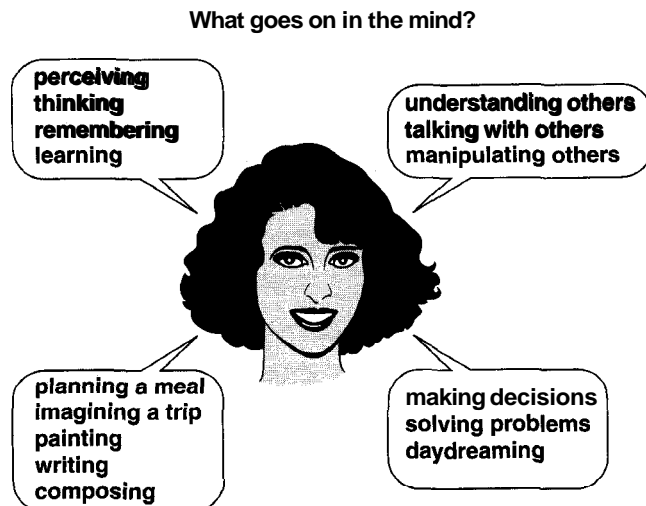 What goes on in the mind?
perceiving
thinking
remembering
learning
understanding others
talking with others
manipulating others
planning a meal
imagining a trip
painting
writing
composing
making decisions
solving problems
daydreaming